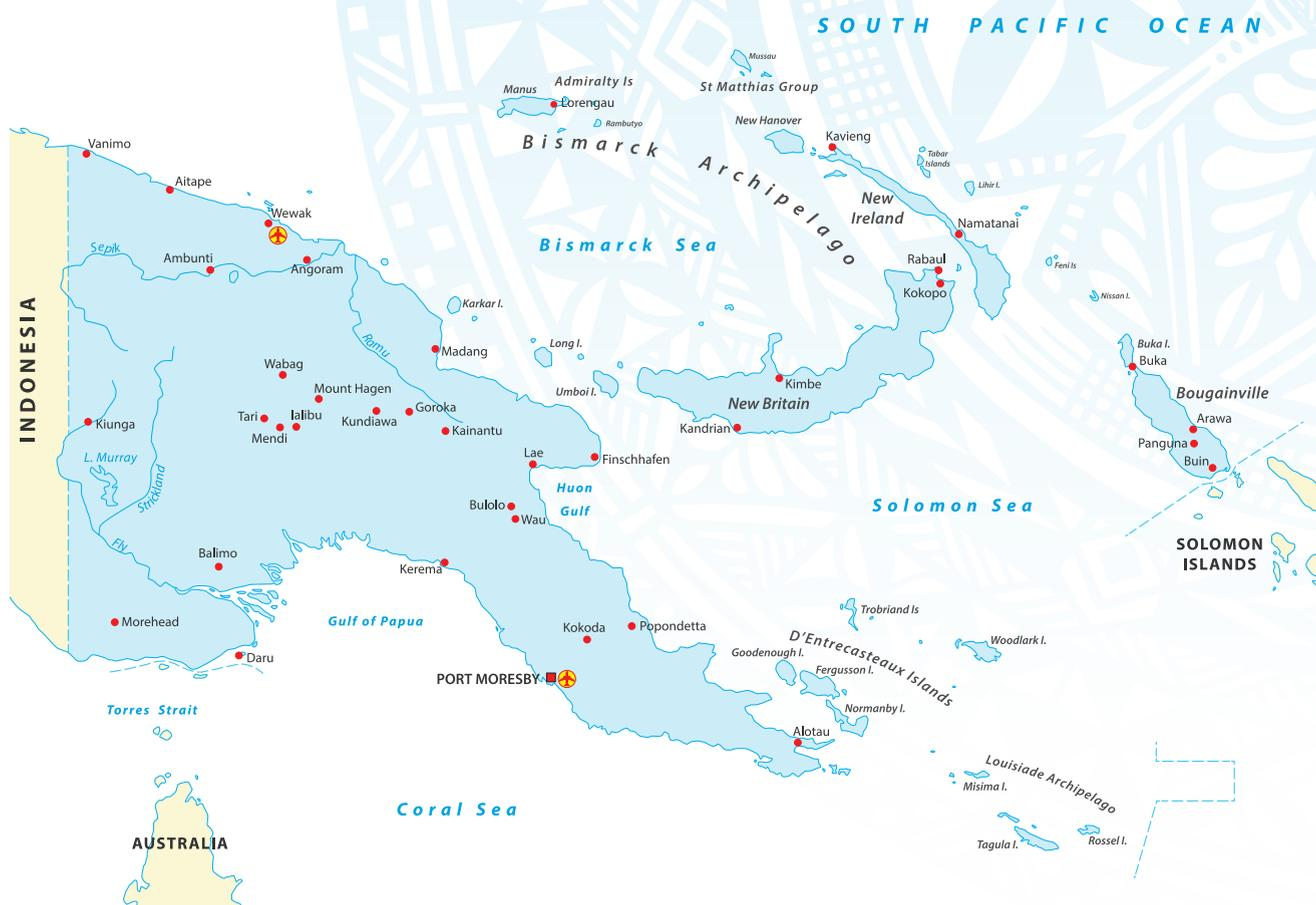 SOUTH PACIFIC OCEAN
Mussau
St Matthias Group
Admiralty Is
Manus
Lorengau
Rambutyo
New Hanover
Kavieng
Bismarck Archipelago
Tabar
Islands
Lihir I.
New
Ireland
Namatanai
Vanimo
Aitape
Wewak
Sepik
Ambunti
Angoram
Bismarck Sea
Rabaul
Kokopo
Feni Is
Nissan I.
INDONESIA
Karkar I.
Ramu
Madang
Long I.
Umboi I.
Kimbe
New Britain
Kandrian
Buka I.
Buka
Bougainville
Arawa
Panguna
Buin
Wabag
Mount Hagen
Tari
Ialibu
Mendi
Kundiawa
Goroka
Kainantu
Kiunga
L. Murray
Strickland
Lae
Finschhafen
Huon
Gulf
Bulolo
Wau
Solomon Sea
SOLOMON
ISLANDS
Fly
Balimo
Kerema
Morehead
Daru
Gulf of Papua
Kokoda
Popondetta
Trobriand Is
Woodlark I.
D'Entrecasteaux Islands
Goodenough I.
Fergusson I.
Normanby I.
PORT MORESBY
Torres Strait
Alotau
Louisiade Archipelago
Misima I.
Tagula I.
Rossel I.
Coral Sea
AUSTRALIA